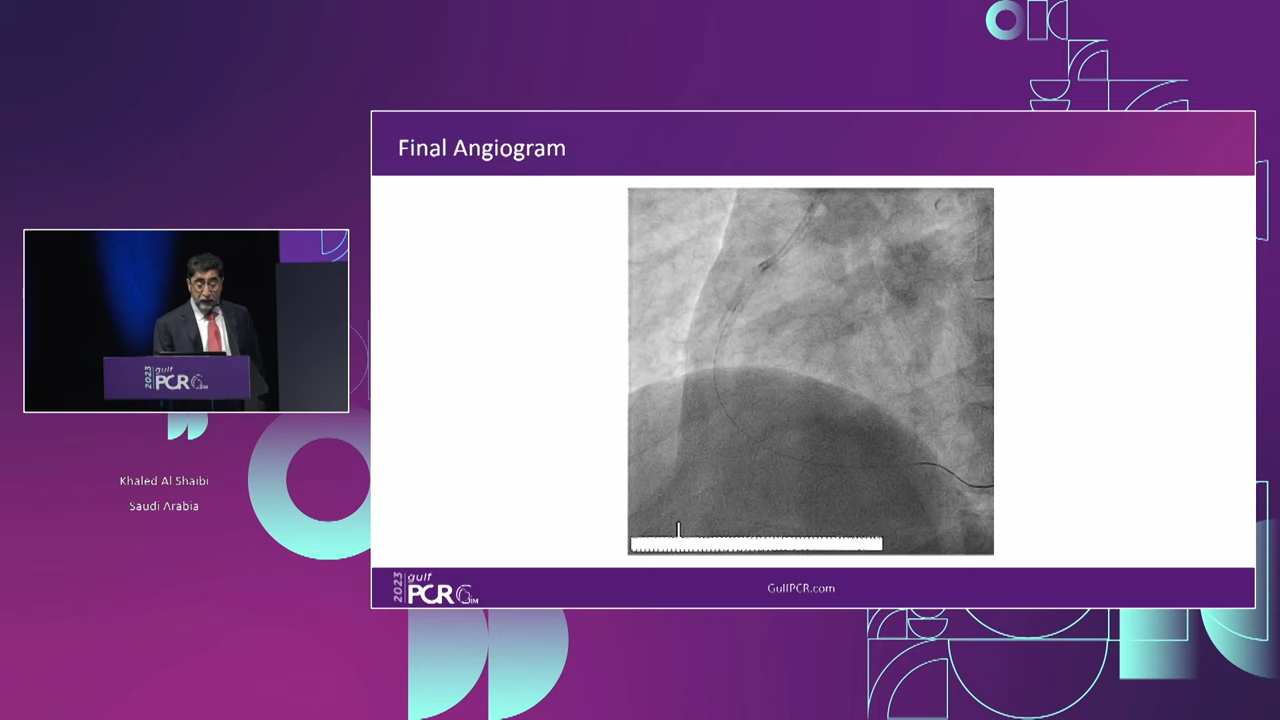 Final Angiogram
2023
gulf
PCR
GIM
Khaled Al Shaibi
Saudi Arabia
2023
gulf
PCR
GIM
GulfPCR.com